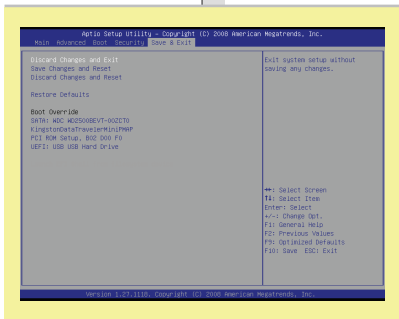 Aptio Setup Utility - Copyright (C) 2008 American Megatrends, Inc.
Main Advanced Boot Security Save & Exit
Discard Changes and Exit
Save Changes and Reset
Discard Changes and Reset
Restore Defaults
Boot Override
SATA: WDC WD2500BEVT-00ZCT0
KingstonDataTravelerMiniPMAP
PCI ROM Setup, B02 D00 F0
UEFI: USB USB Hard Drive
Exit system setup without
saving any changes.
↔: Select Screen
↑↓: Select Item
Enter: Select
+/-: Change Opt.
F1: General Help
F2: Previous Values
F9: Optimized Defaults
F10: Save ESC: Exit
Version 1.27.1118. Copyright (C) 2008 American Megatrends, Inc.